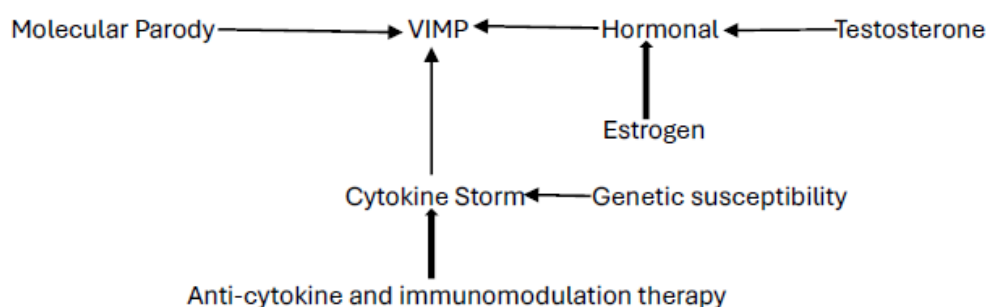 Molecular Parody VIMP Hormonal Testosterone
Estrogen
Cytokine Storm Genetic susceptibility
Anti-cytokine and immunomodulation therapy